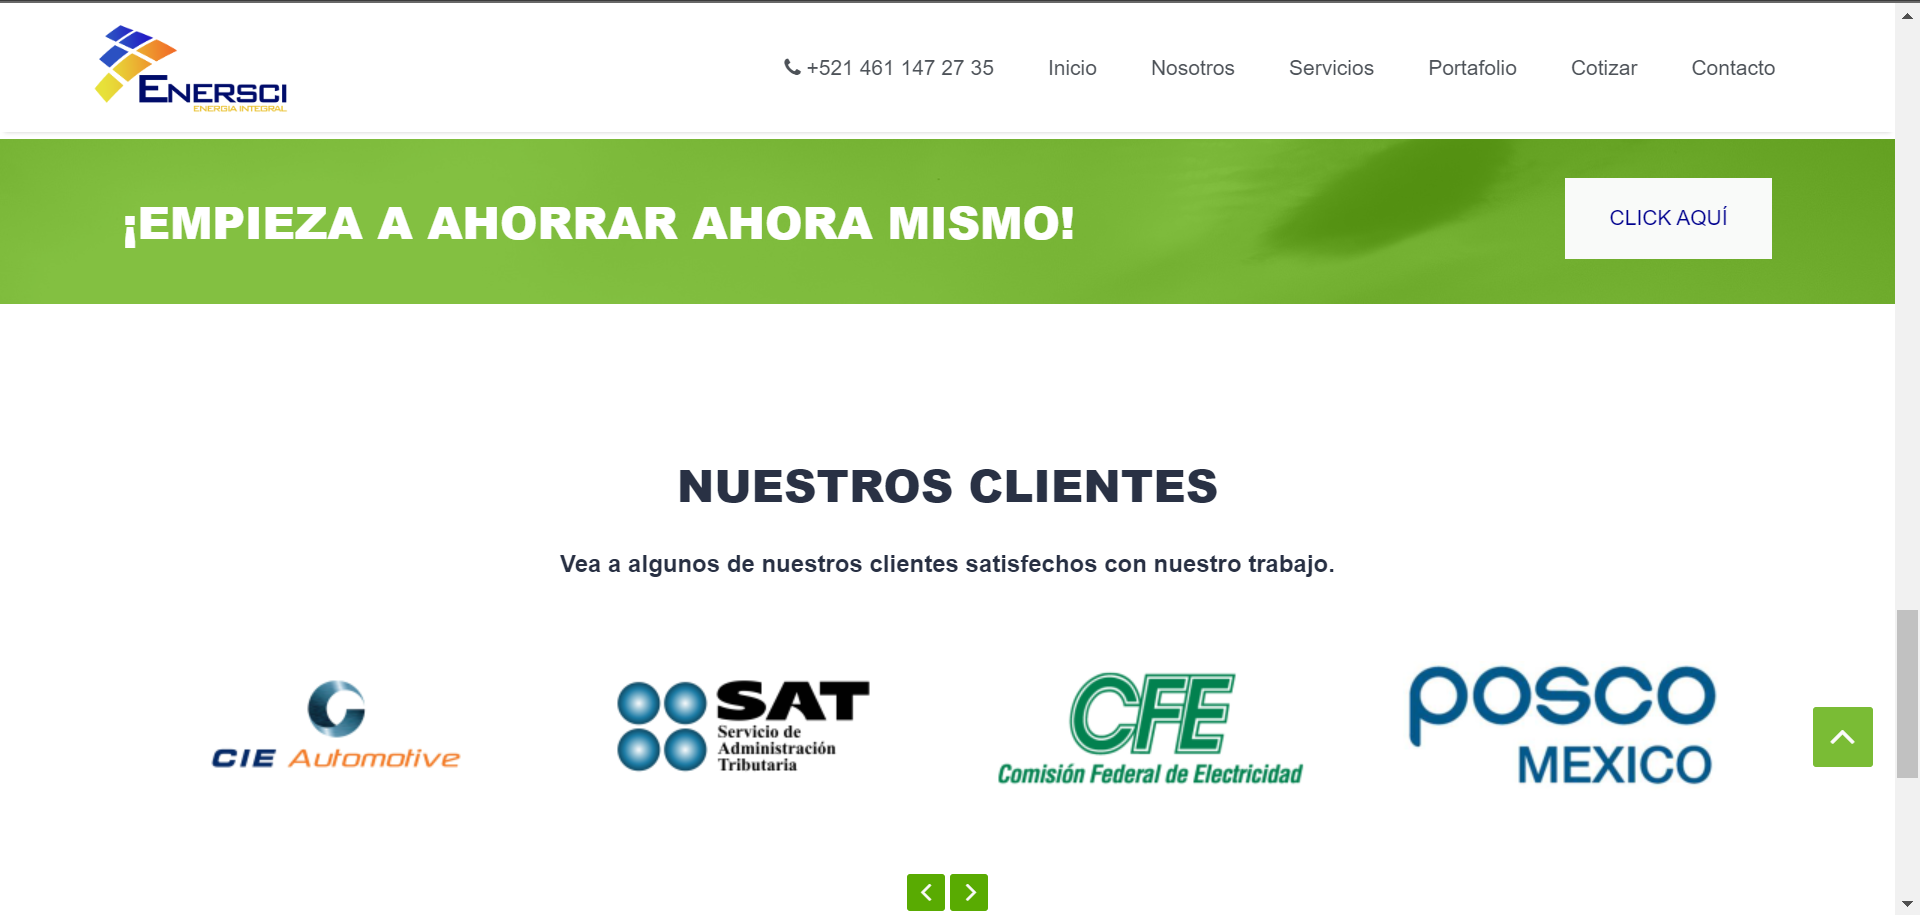 ENERSCI
ENERGIA INTEGRAL
+521 461 147 27 35 Inicio Nosotros Servicios Portafolio Cotizar Contacto
¡EMPIEZA A AHORRAR AHORA MISMO!
CLICK AQUÍ
NUESTROS CLIENTES
Vea a algunos de nuestros clientes satisfechos con nuestro trabajo.
CIE Automotive
SAT
Servicio de
Administración
Tributaria
CFE
Comisión Federal de Electricidad
posco
MEXICO